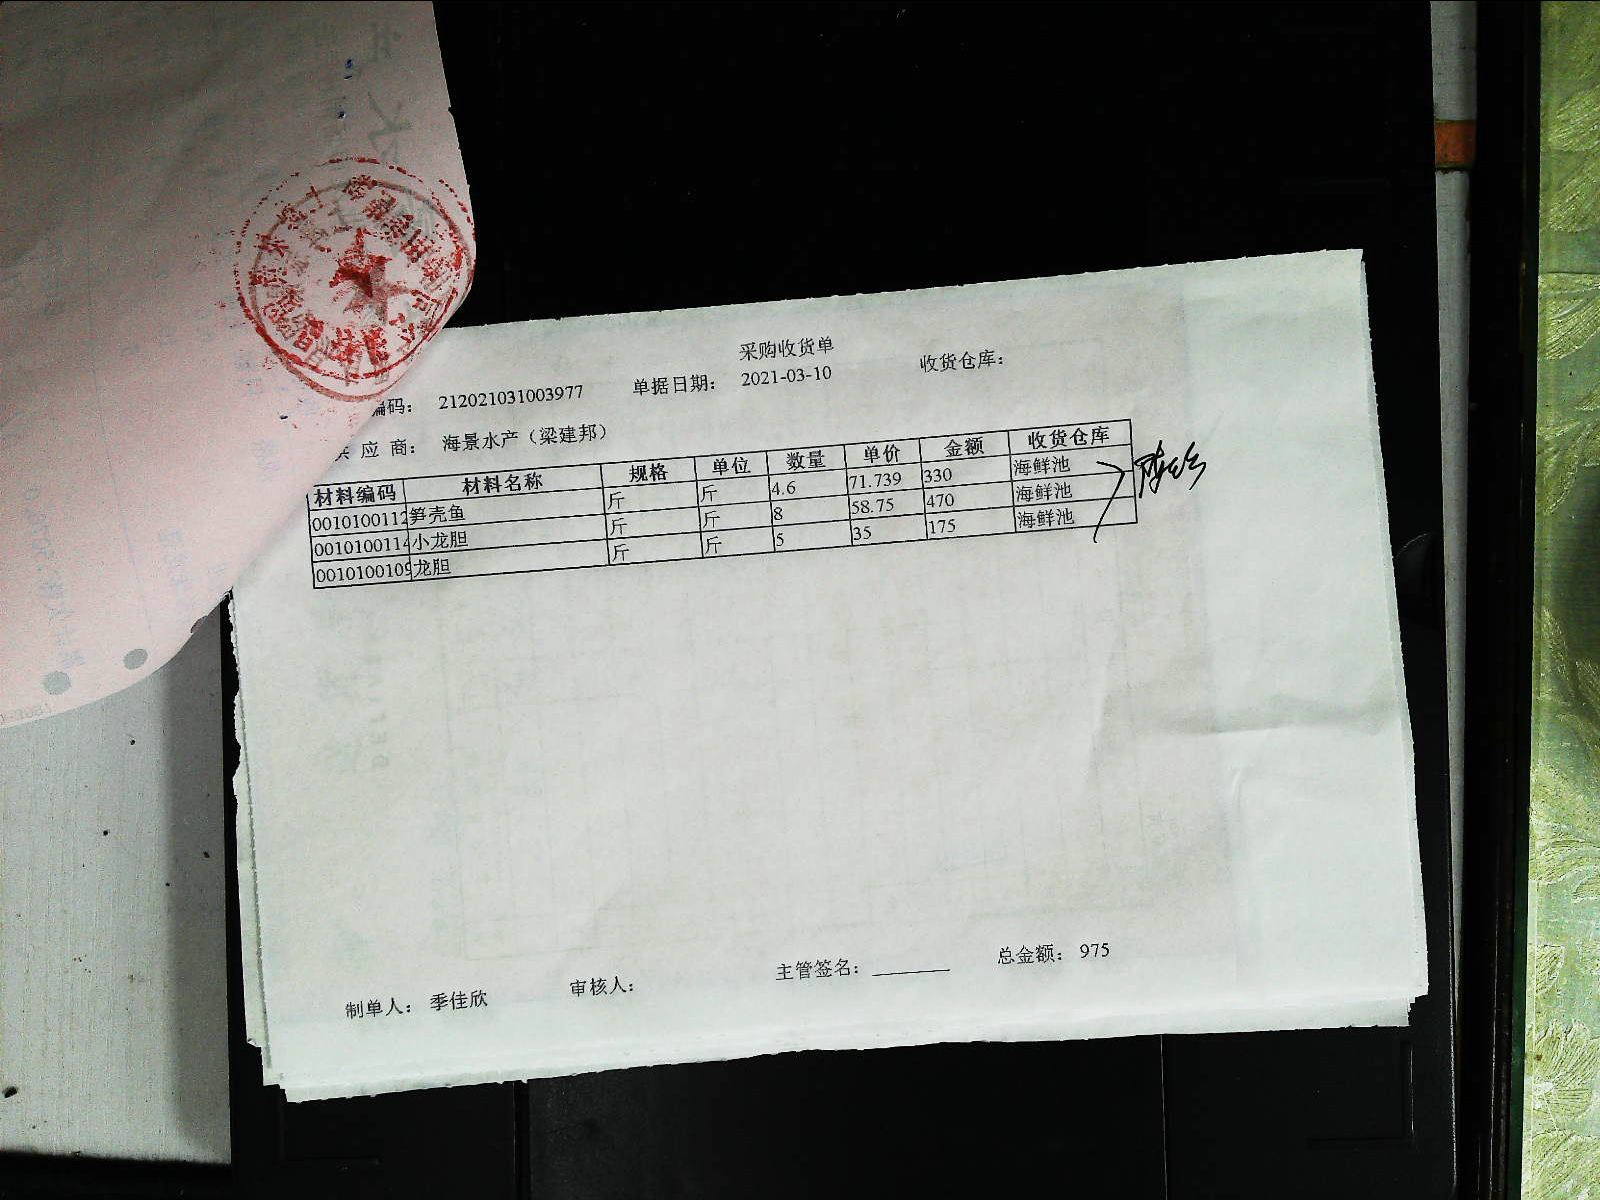 采购收货单
编码： 212021031003977 单据日期： 2021-03-10 收货仓库：
应 商： 海景水产（梁建邦）
材料编码 材料名称 规格 单位 数量 单价 金额 收货仓库
0010100112 笋壳鱼 斤 斤 4.6 71.739 330 海鲜池
0010100114 小龙胆 斤 斤 8 58.75 470 海鲜池
0010100109 龙胆 斤 斤 5 35 175 海鲜池
制单人： 季佳欣 审核人： 主管签名： 总金额： 975